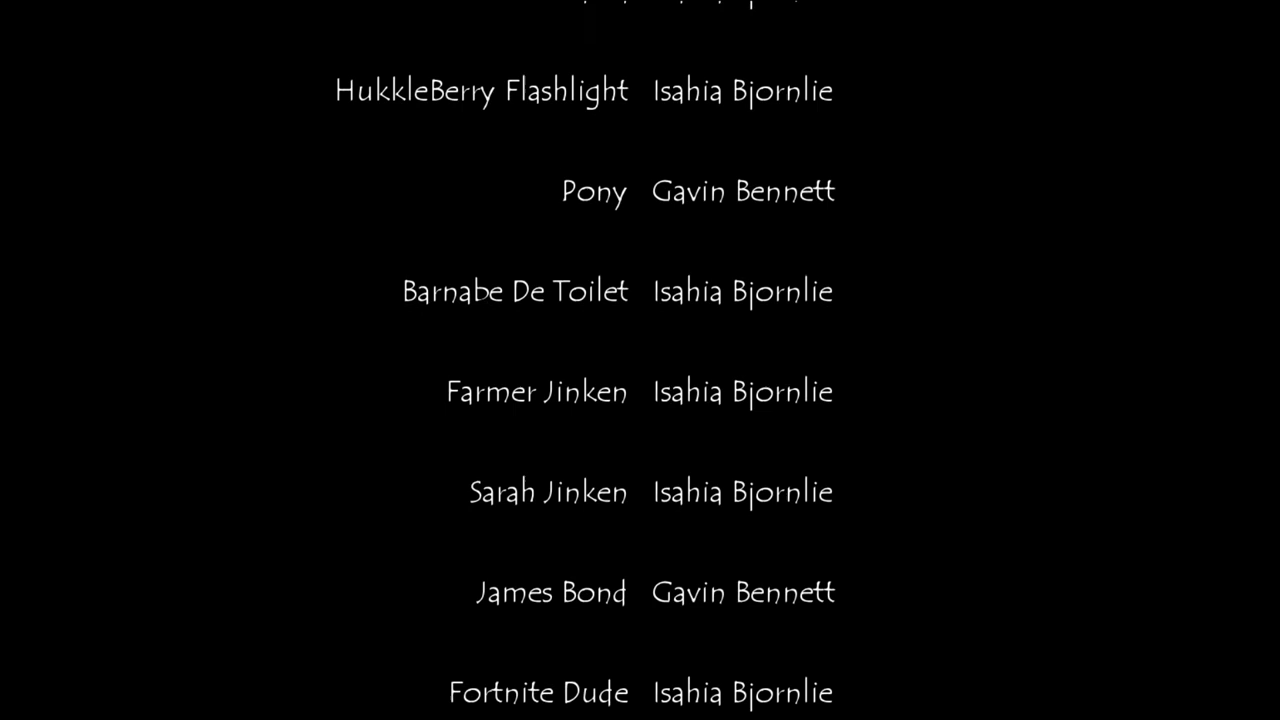 HukkleBerry Flashlight Isahia Bjornlie
Pony Gavin Bennett
Barnabe De Toilet Isahia Bjornlie
Farmer Jinken Isahia Bjornlie
Sarah Jinken Isahia Bjornlie
James Bond Gavin Bennett
Fortnite Dude Isahia Bjornlie